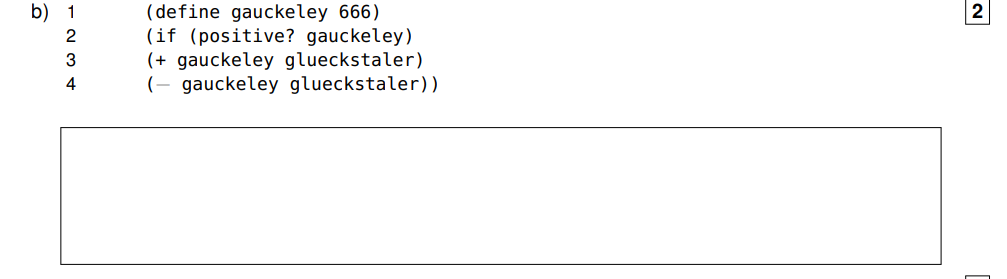 b) 1 (define gauckeley 666) 2
2 (if (positive? gauckeley)
3 (+ gauckeley glueckstaler)
4 (– gauckeley glueckstaler))